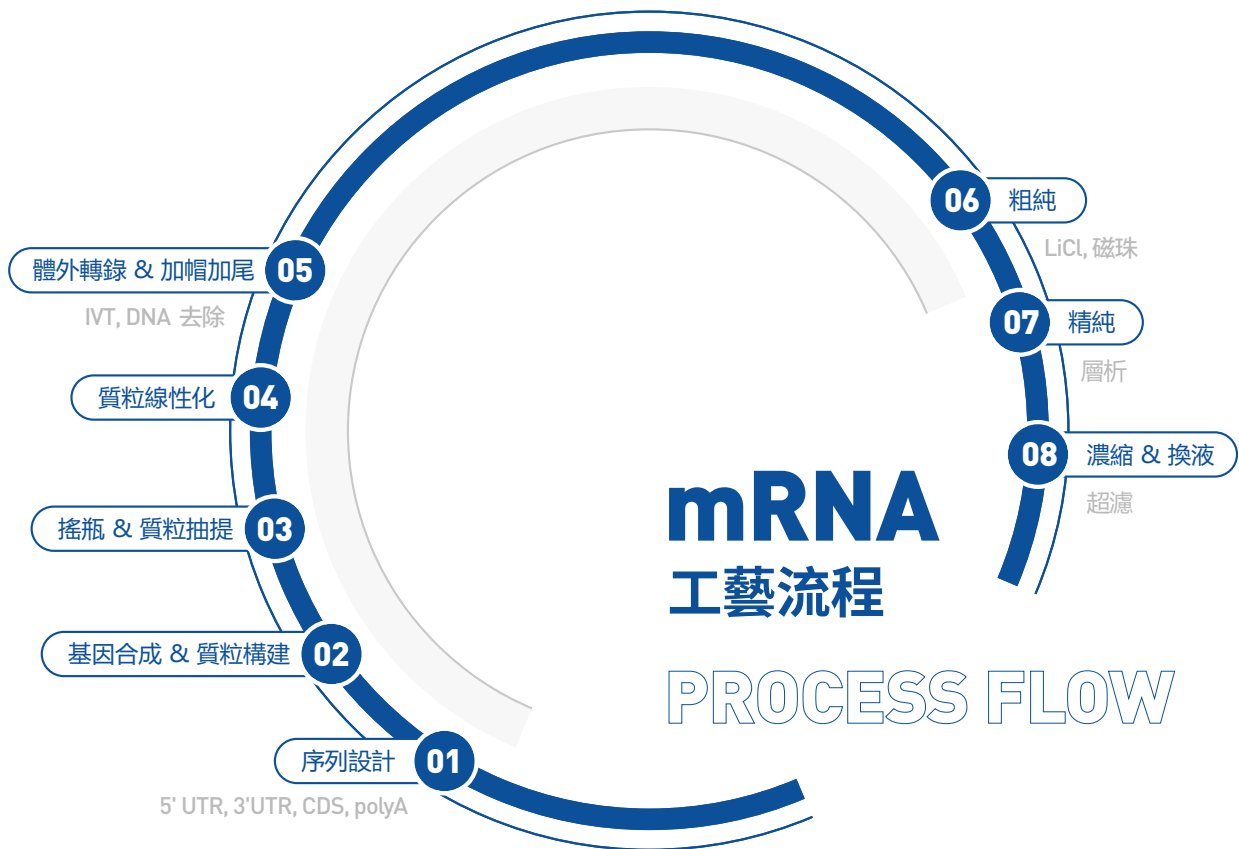 mRNA
工藝流程
PROCESS FLOW
01 序列設計
5' UTR, 3'UTR, CDS, polyA
02 基因合成 & 質粒構建
03 搖瓶 & 質粒抽提
04 質粒線性化
05 體外轉錄 & 加帽加尾
IVT, DNA 去除
06 粗純
LiCl, 磁珠
07 精純
層析
08 濃縮 & 換液
超濾